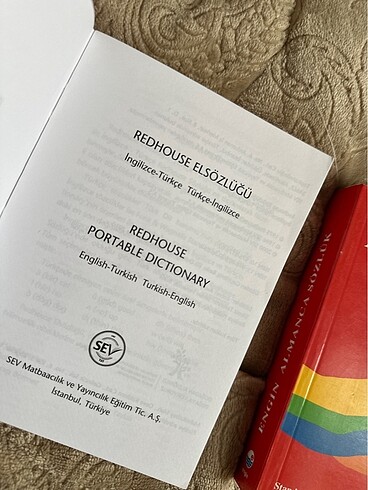 REDHOUSE ELSÖZLÜĞÜ
İngilizce-Türkçe Türkçe-İngilizce
REDHOUSE
PORTABLE DICTIONARY
English-Turkish Turkish-English
SEV
SEV Matbaacılık ve Yayıncılık Eğitim Tic. A.Ş.
İstanbul, Türkiye
ENGİN ALMANCA SÖZLÜK